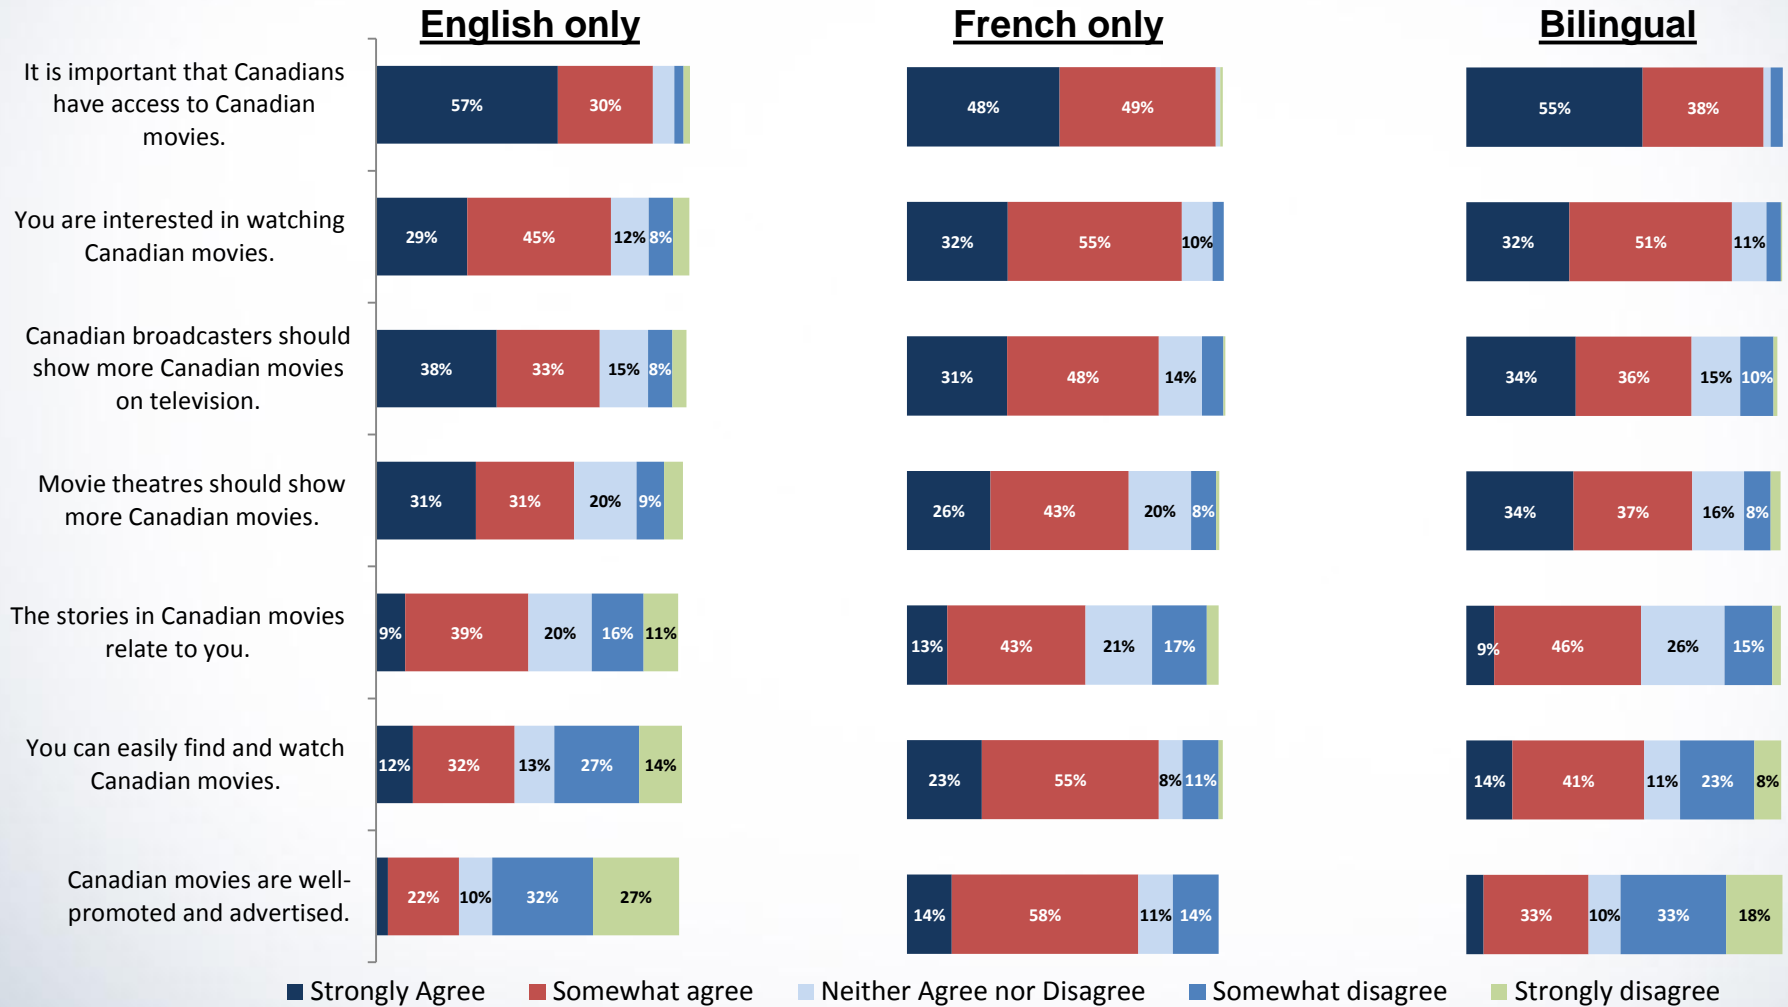 English only
French only
Bilingual
It is important that Canadians
have access to Canadian
movies.
57% 30%
48% 49%
55% 38%
You are interested in watching
Canadian movies.
29% 45% 12% 8%
32% 55% 10%
32% 51% 11%
Canadian broadcasters should
show more Canadian movies
on television.
38% 33% 15% 8%
31% 48% 14%
34% 36% 15% 10%
Movie theatres should show
more Canadian movies.
31% 31% 20% 9%
26% 43% 20% 8%
34% 37% 16% 8%
The stories in Canadian movies
relate to you.
9% 39% 20% 16% 11%
13% 43% 21% 17%
9% 46% 26% 15%
You can easily find and watch
Canadian movies.
12% 32% 13% 27% 14%
23% 55% 8% 11%
14% 41% 11% 23% 8%
Canadian movies are well-
promoted and advertised.
22% 10% 32% 27%
14% 58% 11% 14%
33% 10% 33% 18%
Strongly Agree Somewhat agree Neither Agree nor Disagree Somewhat disagree Strongly disagree